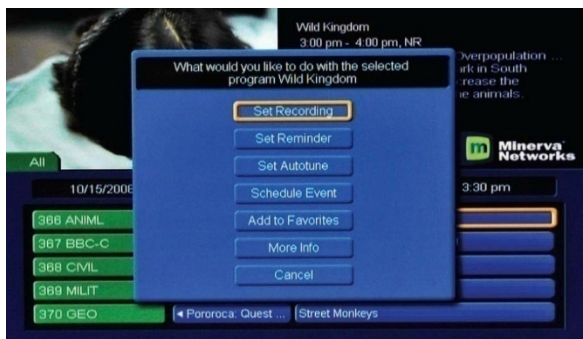 Wild Kingdom
3:00 pm - 4:00 pm, NR
Overpopulation ...
ark in South
crease the
ne animals.
What would you like to do with the selected
program Wild Kingdom
Set Recording
Set Reminder
Set Autotune
Schedule Event
Add to Favorites
More Info
Cancel
m Minerva
Networks
All
10/15/2008
3:30 pm
366 ANIML
367 BBC-C
368 CIVIL
369 MILIT
370 GEO
Pororoca: Quest ...
Street Monkeys